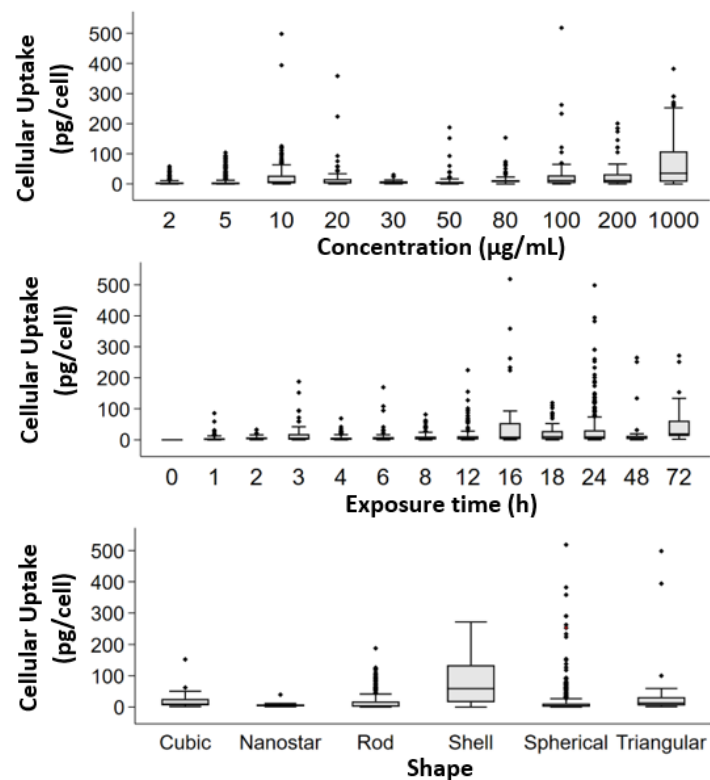 Cellular Uptake
(pg/cell)
500
400
300
200
100
0
2 5 10 20 30 50 80 100 200 1000
Concentration (µg/mL)
Cellular Uptake
(pg/cell)
500
400
300
200
100
0
0 1 2 3 4 6 8 12 16 18 24 48 72
Exposure time (h)
Cellular Uptake
(pg/cell)
500
400
300
200
100
0
Cubic Nanostar Rod Shell Spherical Triangular
Shape